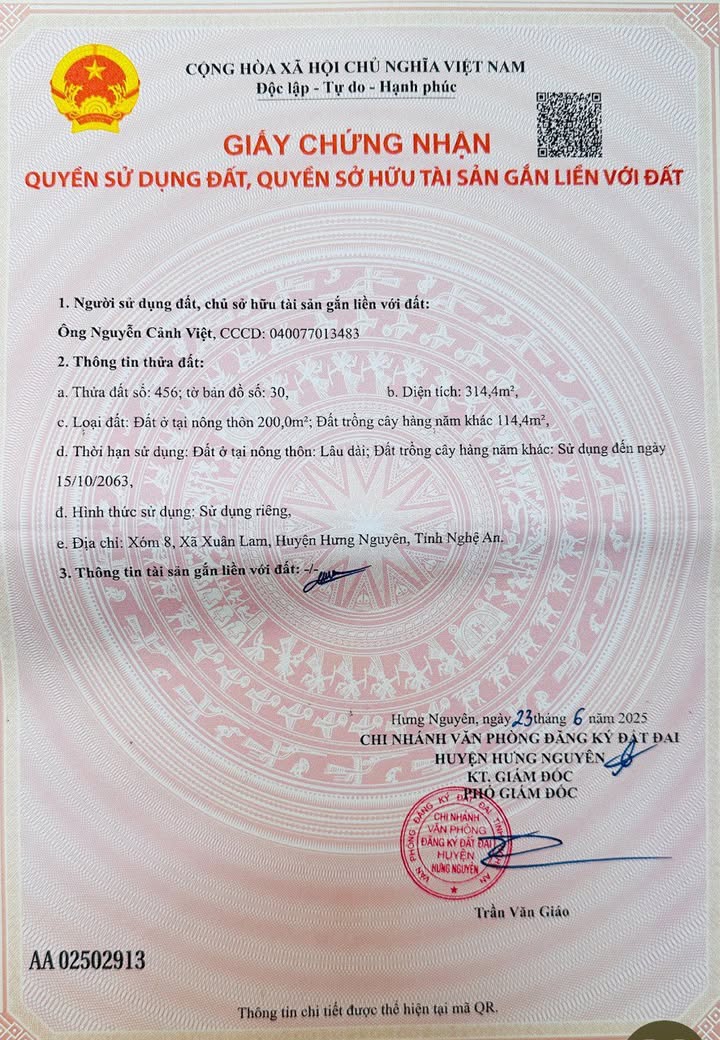 CỘNG HÒA XÃ HỘI CHỦ NGHĨA VIỆT NAM
Độc lập - Tự do - Hạnh phúc
GIẤY CHỨNG NHẬN
QUYỀN SỬ DỤNG ĐẤT, QUYỀN SỞ HỮU TÀI SẢN GẮN LIỀN VỚI ĐẤT
1. Người sử dụng đất, chủ sở hữu tài sản gắn liền với đất:
Ông Nguyễn Cảnh Việt, CCCD: 040077013483
2. Thông tin thửa đất:
a. Thửa đất số: 456; tờ bản đồ số: 30, b. Diện tích: 314,4m²,
c. Loại đất: Đất ở tại nông thôn 200,0m²; Đất trồng cây hàng năm khác 114,4m²,
d. Thời hạn sử dụng: Đất ở tại nông thôn: Lâu dài; Đất trồng cây hàng năm khác: Sử dụng đến ngày
15/10/2063,
đ. Hình thức sử dụng: Sử dụng riêng,
e. Địa chỉ: Xóm 8, Xã Xuân Lam, Huyện Hưng Nguyên, Tỉnh Nghệ An.
3. Thông tin tài sản gắn liền với đất: -/-
Hưng Nguyên, ngày 23 tháng 6 năm 2025
CHI NHÁNH VĂN PHÒNG ĐĂNG KÝ ĐẤT ĐAI
HUYỆN HƯNG NGUYÊN
KT. GIÁM ĐỐC
PHÓ GIÁM ĐỐC
VĂN PHÒNG ĐĂNG KÝ ĐẤT ĐAI TỈNH NGHỆ AN
CHI NHÁNH
VĂN PHÒNG
ĐĂNG KÝ ĐẤT ĐAI
HUYỆN
HƯNG NGUYÊN
Trần Văn Giáo
AA 02502913
Thông tin chi tiết được thể hiện tại mã QR.